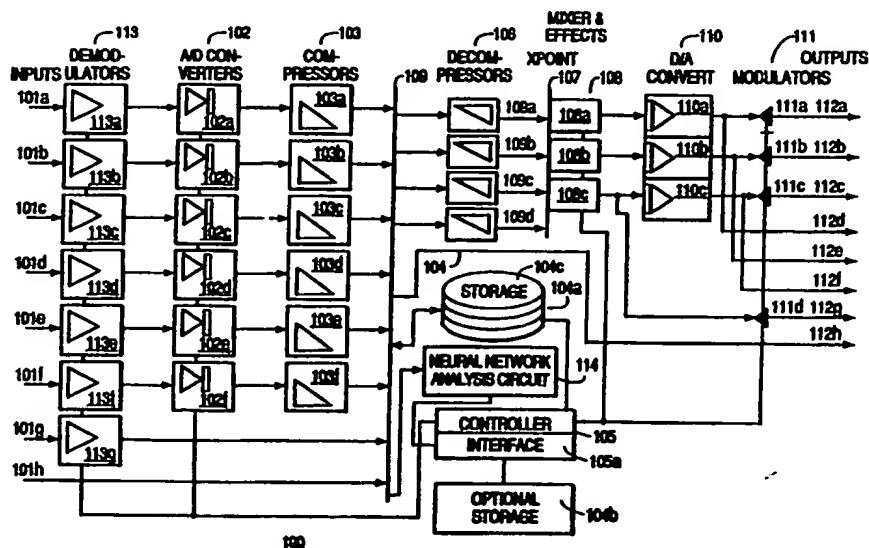 113
DEMOD-
ULATORS
102
A/D CON-
VERTERS
103
COM-
PRESSORS
106
DECOM-
PRESSORS
MIXER &
EFFECTS
XPOINT
107
108
110
D/A
CONVERT
111
MODULATORS
OUTPUTS
INPUTS
109
101a
113a
102a
103a
109a
108a
110a
111a 112a
101b
113b
102b
103b
109b
108b
110b
111b 112b
101c
113c
102c
103c
109c
108c
110c
111c 112c
109d
112d
101d
113d
102d
103d
104
104c
STORAGE
104a
112e
112f
111d 112g
101e
113e
102e
103e
112h
NEURAL NETWORK
ANALYSIS CIRCUIT
114
101f
113f
102f
103f
CONTROLLER
105
INTERFACE
105a
101g
113g
101h
OPTIONAL
STORAGE
104b
100